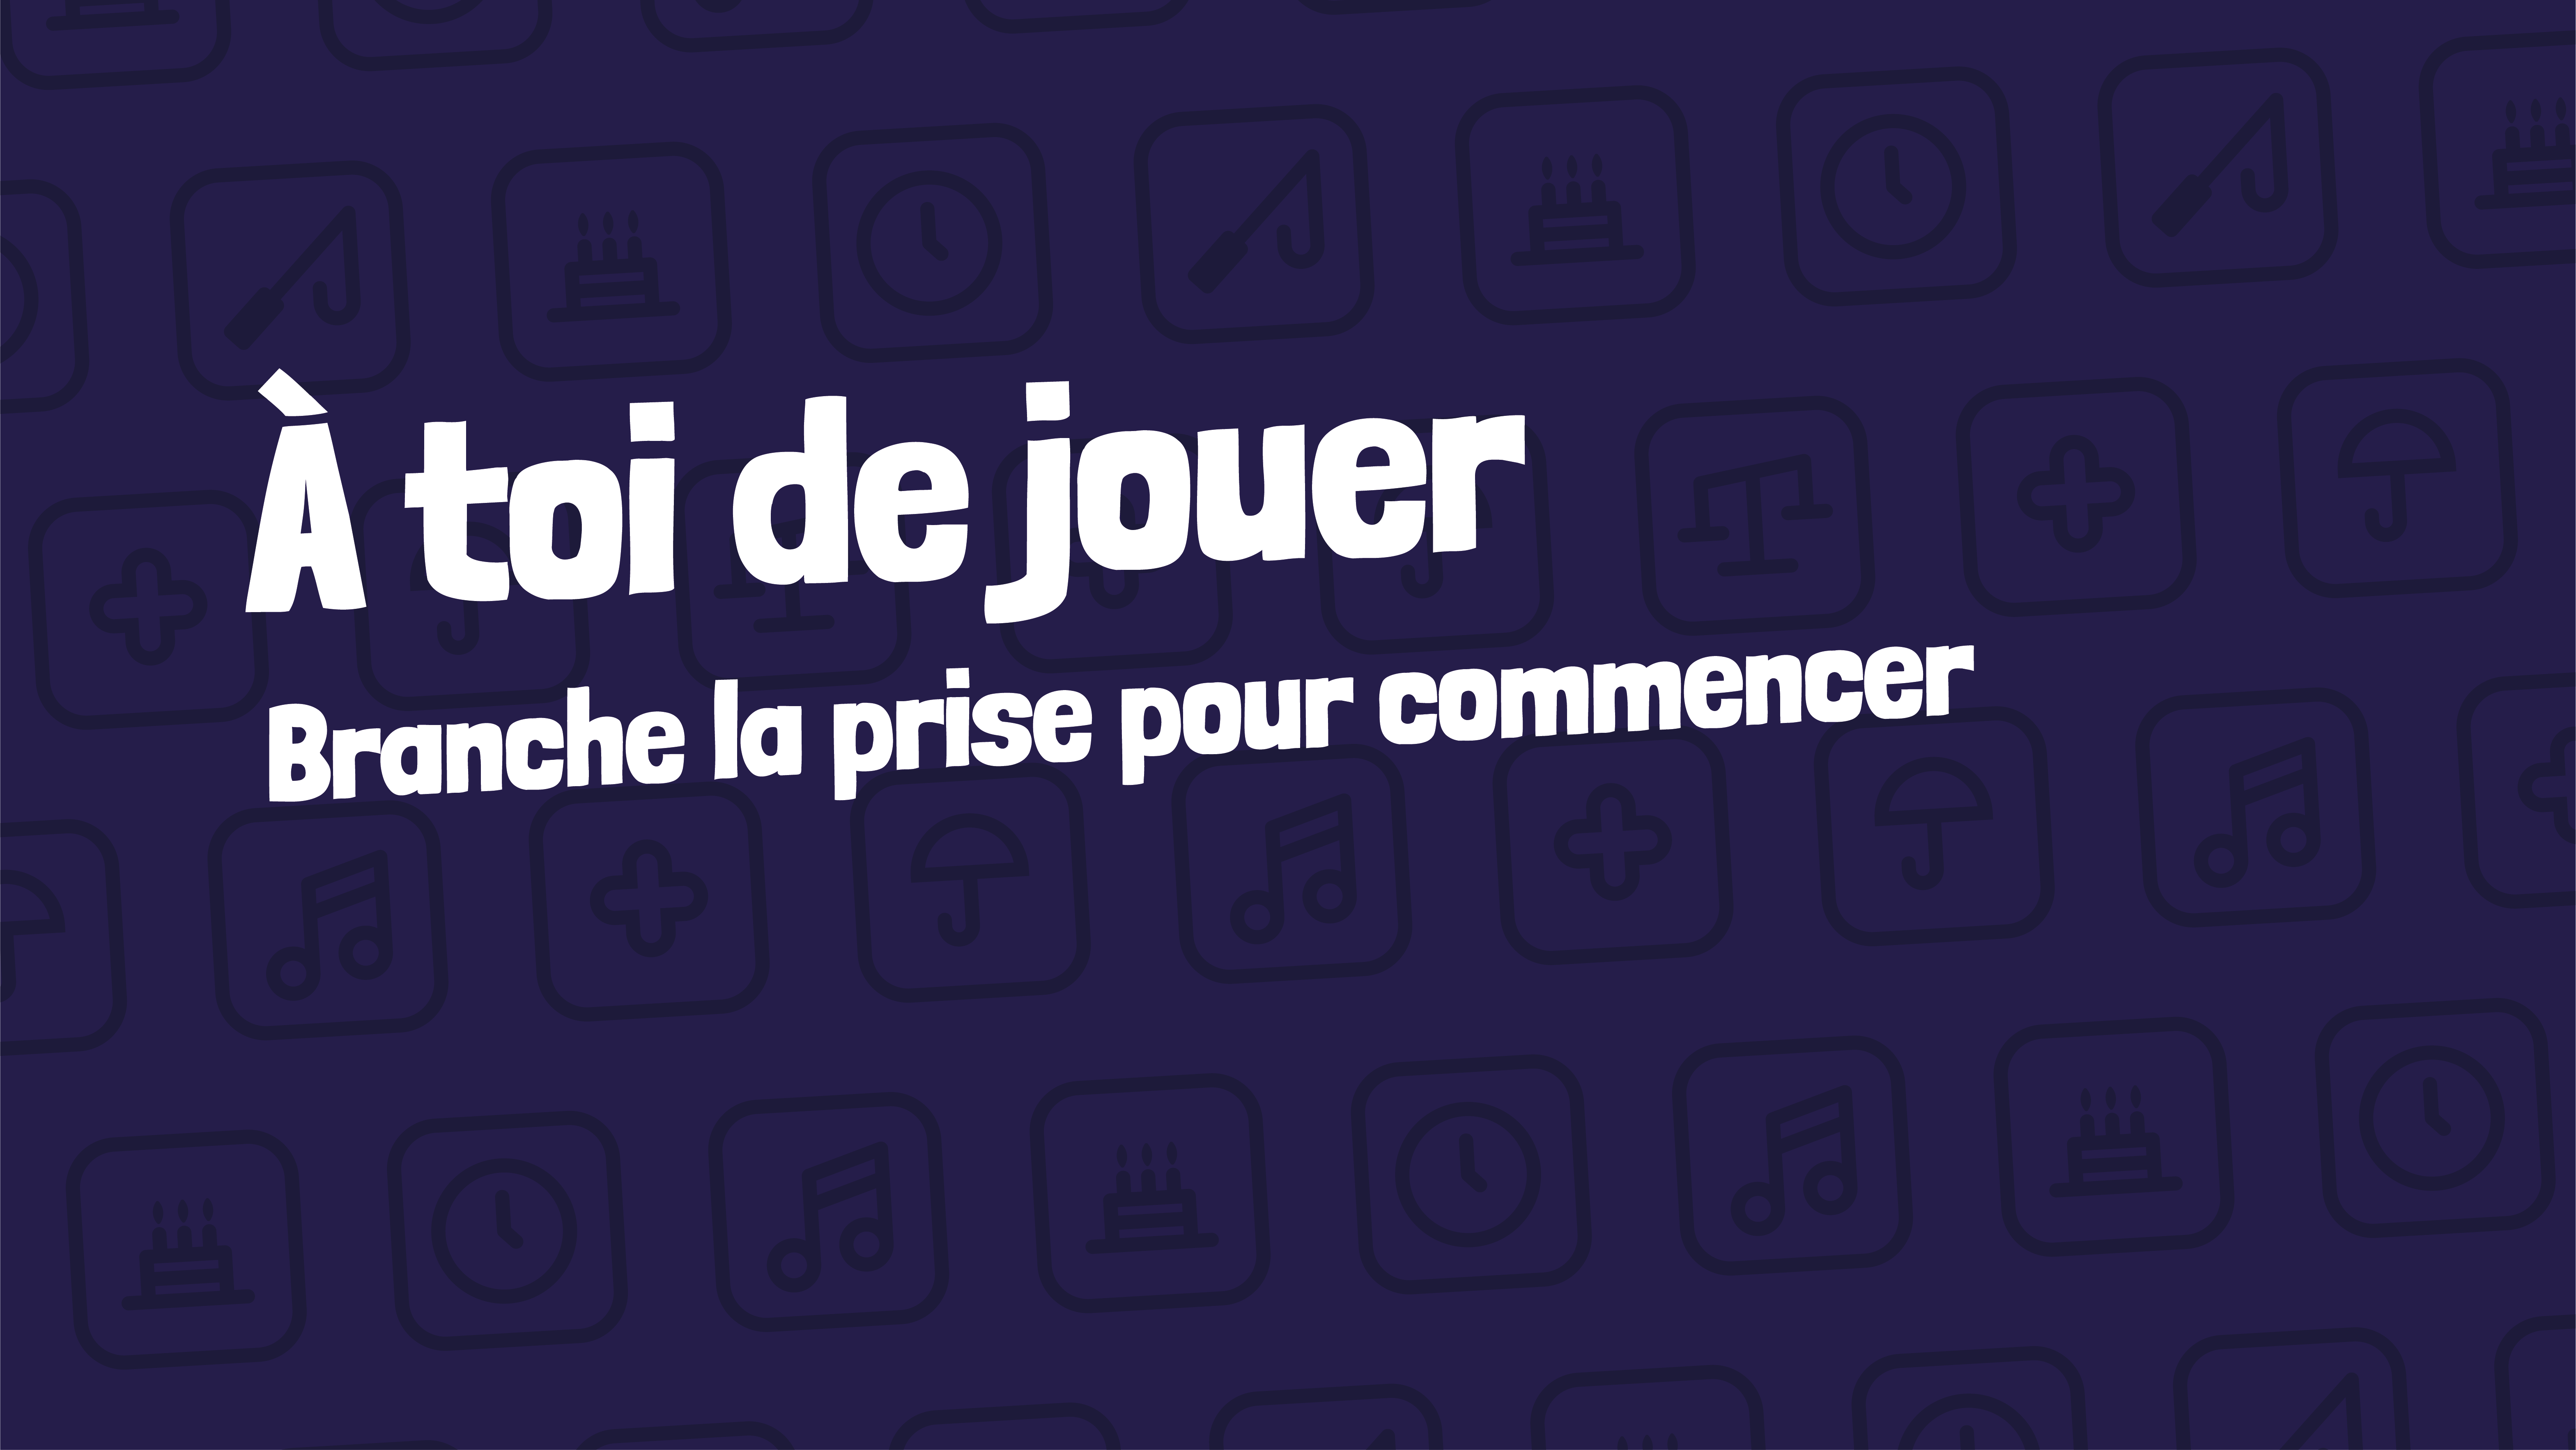 À toi de jouer
Branche la prise pour commencer